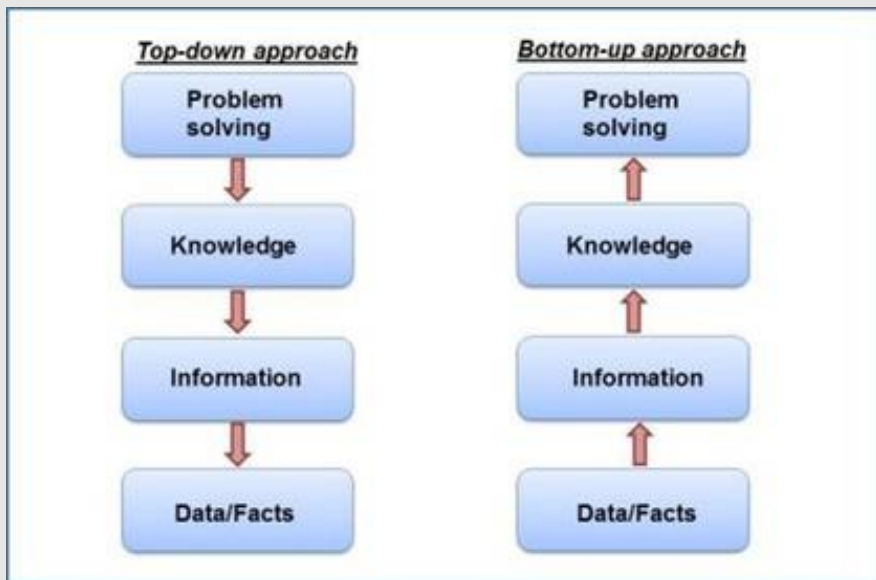 Top-down approach
Problem
solving
Knowledge
Information
Data/Facts
Bottom-up approach
Problem
solving
Knowledge
Information
Data/Facts